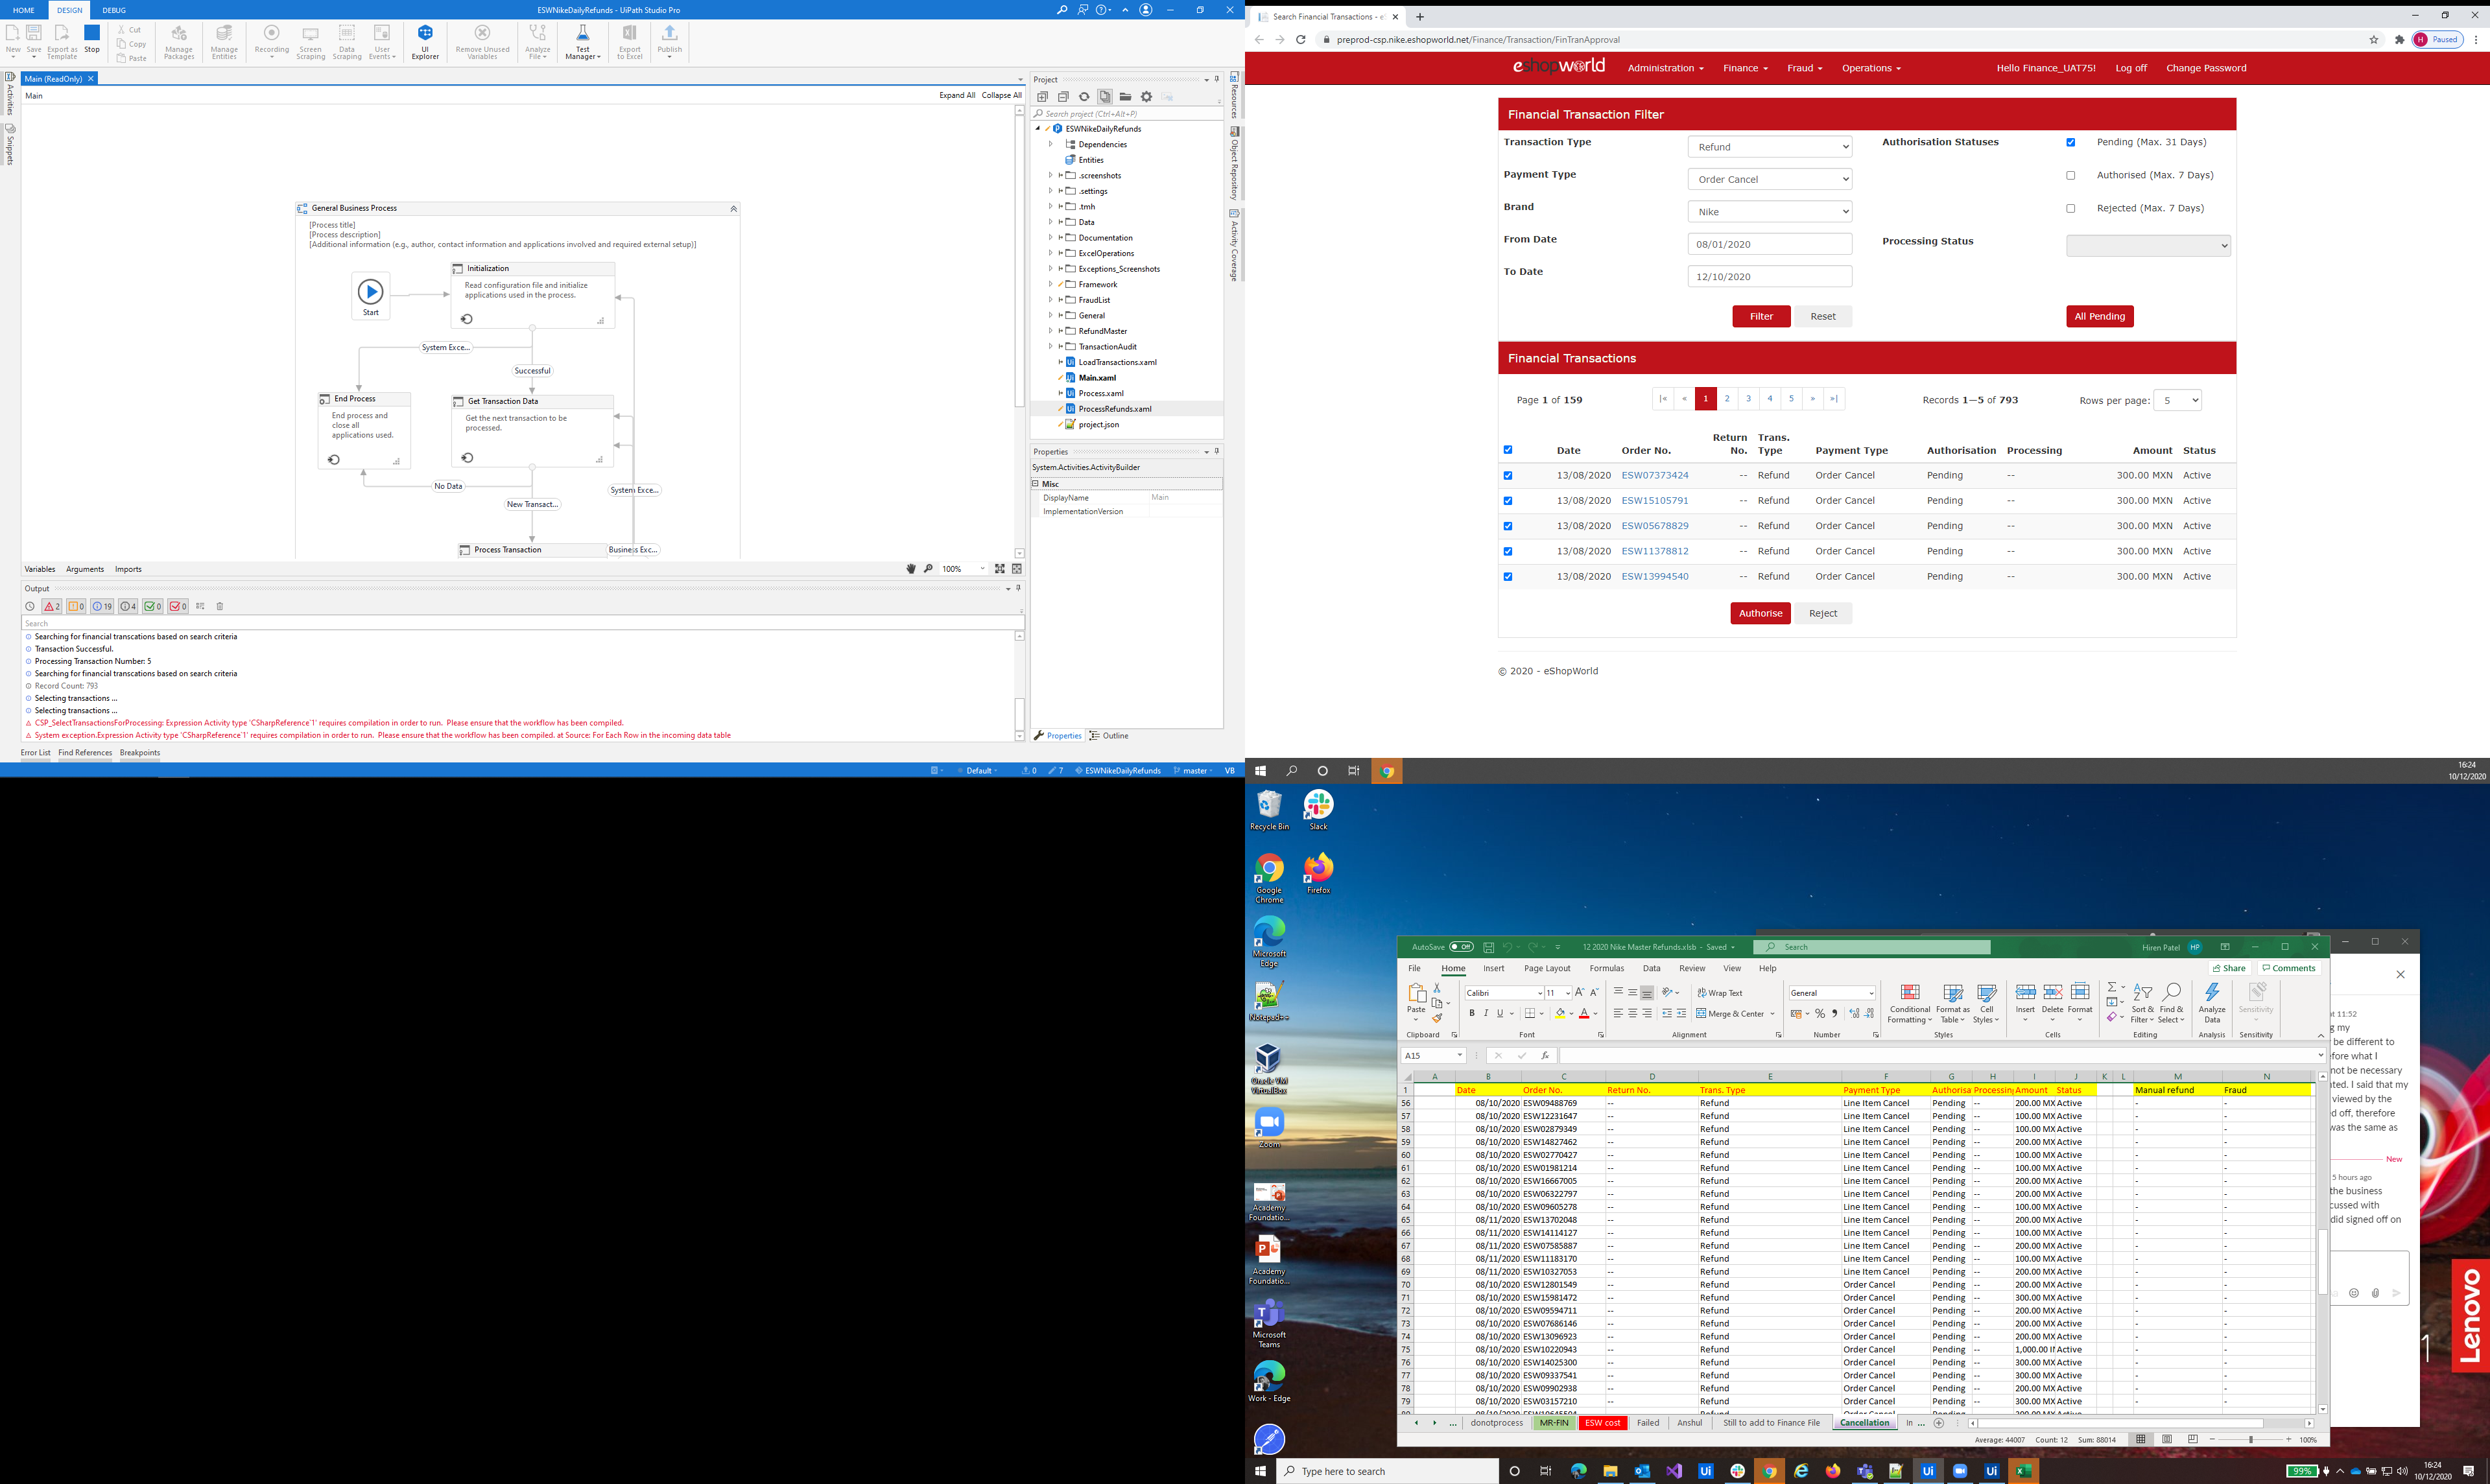 HOME DESIGN DEBUG
ESWNikeDailyRefunds - UiPath Studio Pro
New Save Export as Template Stop Cut Copy Paste Manage Packages Manage Entities Recording Screen Scraping Data Scraping User Events UI Explorer Remove Unused Variables Analyze File Test Manager Export to Excel Publish
Main (ReadOnly)
Main
Expand All Collapse All
Activities
Snippets
General Business Process
[Process title]
[Process description]
[Additional information (e.g., author, contact information and applications involved and required external setup)]
Start
Initialization
Read configuration file and initialize
applications used in the process.
System Exce...
Successful
End Process
End process and
close all
applications used.
Get Transaction Data
Get the next transaction to be
processed.
No Data
System Exce...
New Transact...
Process Transaction
Business Exc...
Variables Arguments Imports
100%
Output
2 0 19 4 0 0
Search
Searching for financial transcations based on search criteria
Transaction Successful.
Processing Transaction Number: 5
Searching for financial transcations based on search criteria
Record Count: 793
Selecting transactions ...
Selecting transactions ...
CSP_SelectTransactionsForProcessing: Expression Activity type 'CSharpReference`1' requires compilation in order to run. Please ensure that the workflow has been compiled.
System exception.Expression Activity type 'CSharpReference`1' requires compilation in order to run. Please ensure that the workflow has been compiled. at Source: For Each Row in the incoming data table
Error List Find References Breakpoints
Default 0 7 ESWNikeDailyRefunds master VB
Project
Search project (Ctrl+Alt+P)
ESWNikeDailyRefunds
Dependencies
Entities
.screenshots
.settings
.tmh
Data
Documentation
ExcelOperations
Exceptions_Screenshots
Framework
FraudList
General
RefundMaster
TransactionAudit
LoadTransactions.xaml
Main.xaml
Process.xaml
ProcessRefunds.xaml
project.json
Properties
System.Activities.ActivityBuilder
Misc
DisplayName Main
ImplementationVersion
Properties Outline
Resources
Object Repository
Activity Coverage
Search Financial Transactions - e
preprod-csp.nike.eshopworld.net/Finance/Transaction/FinTranApproval
H Paused
eshopworld Administration Finance Fraud Operations Hello Finance_UAT75! Log off Change Password
Financial Transaction Filter
Transaction Type Refund Authorisation Statuses Pending (Max. 31 Days)
Payment Type Order Cancel Authorised (Max. 7 Days)
Brand Nike Rejected (Max. 7 Days)
From Date 08/01/2020 Processing Status
To Date 12/10/2020
Filter Reset All Pending
Financial Transactions
Page 1 of 159 |« « 1 2 3 4 5 » »| Records 1—5 of 793 Rows per page: 5
Date Order No. Return No. Trans. Type Payment Type Authorisation Processing Amount Status
13/08/2020 ESW07373424 -- Refund Order Cancel Pending -- 300.00 MXN Active
13/08/2020 ESW15105791 -- Refund Order Cancel Pending -- 300.00 MXN Active
13/08/2020 ESW05678829 -- Refund Order Cancel Pending -- 300.00 MXN Active
13/08/2020 ESW11378812 -- Refund Order Cancel Pending -- 300.00 MXN Active
13/08/2020 ESW13994540 -- Refund Order Cancel Pending -- 300.00 MXN Active
Authorise Reject
© 2020 - eShopWorld
16:24
10/12/2020
Recycle Bin Slack
Google Chrome Firefox
Microsoft Edge
Notepad++
Oracle VM VirtualBox
Zoom
Academy Foundatio...
Academy Foundatio...
Microsoft Teams
Work - Edge
AutoSave Off 12 2020 Nike Master Refunds.xlsb - Saved Search Hiren Patel HP
File Home Insert Page Layout Formulas Data Review View Help Share Comments
Paste Calibri 11 Wrap Text General Conditional Formatting Format as Table Cell Styles Insert Delete Format Sort & Filter Find & Select Analyze Data Sensitivity
B I U Merge & Center
Clipboard Font Alignment Number Styles Cells Editing Analysis Sensitivity
A15 fx
A B C D E F G H I J K L M N
1 Date Order No. Return No. Trans. Type Payment Type Authorisa Processin Amount Status Manual refund Fraud
56 08/10/2020 ESW09488769 -- Refund Line Item Cancel Pending -- 200.00 MX Active - -
57 08/10/2020 ESW12231647 -- Refund Line Item Cancel Pending -- 100.00 MX Active - -
58 08/10/2020 ESW02879349 -- Refund Line Item Cancel Pending -- 100.00 MX Active - -
59 08/10/2020 ESW14827462 -- Refund Line Item Cancel Pending -- 200.00 MX Active - -
60 08/10/2020 ESW02770427 -- Refund Line Item Cancel Pending -- 100.00 MX Active - -
61 08/10/2020 ESW01981214 -- Refund Line Item Cancel Pending -- 100.00 MX Active - -
62 08/10/2020 ESW16667005 -- Refund Line Item Cancel Pending -- 200.00 MX Active - -
63 08/10/2020 ESW06322797 -- Refund Line Item Cancel Pending -- 200.00 MX Active - -
64 08/10/2020 ESW09605278 -- Refund Line Item Cancel Pending -- 100.00 MX Active - -
65 08/11/2020 ESW13702048 -- Refund Line Item Cancel Pending -- 200.00 MX Active - -
66 08/11/2020 ESW14114127 -- Refund Line Item Cancel Pending -- 100.00 MX Active - -
67 08/11/2020 ESW07585887 -- Refund Line Item Cancel Pending -- 200.00 MX Active - -
68 08/11/2020 ESW11183170 -- Refund Line Item Cancel Pending -- 100.00 MX Active - -
69 08/11/2020 ESW10327053 -- Refund Line Item Cancel Pending -- 100.00 MX Active - -
70 08/10/2020 ESW12801549 -- Refund Order Cancel Pending -- 200.00 MX Active - -
71 08/10/2020 ESW15981472 -- Refund Order Cancel Pending -- 300.00 MX Active - -
72 08/10/2020 ESW09594711 -- Refund Order Cancel Pending -- 200.00 MX Active - -
73 08/10/2020 ESW07686146 -- Refund Order Cancel Pending -- 200.00 MX Active - -
74 08/10/2020 ESW13096923 -- Refund Order Cancel Pending -- 200.00 MX Active - -
75 08/10/2020 ESW10220943 -- Refund Order Cancel Pending -- 1,000.00 II Active - -
76 08/10/2020 ESW14025300 -- Refund Order Cancel Pending -- 300.00 MX Active - -
77 08/10/2020 ESW09337541 -- Refund Order Cancel Pending -- 300.00 MX Active - -
78 08/10/2020 ESW09902938 -- Refund Order Cancel Pending -- 200.00 MX Active - -
79 08/10/2020 ESW03157210 -- Refund Order Cancel Pending -- 300.00 MX Active - -
... donotprocess MR-FIN ESW cost Failed Anshul Still to add to Finance File Cancellation In ...
Average: 44007 Count: 12 Sum: 88014 100%
11:52
my
be different to
efore what I
not be necessary
ated. I said that my
viewed by the
d off, therefore
was the same as
New
5 hours ago
the business
cussed with
did signed off on
Lenovo
Type here to search
99%
16:24
10/12/2020